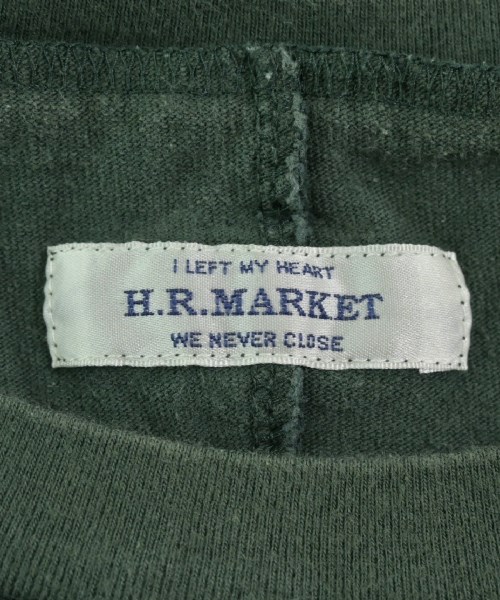 I LEFT MY HEART
H.R.MARKET
WE NEVER CLOSE